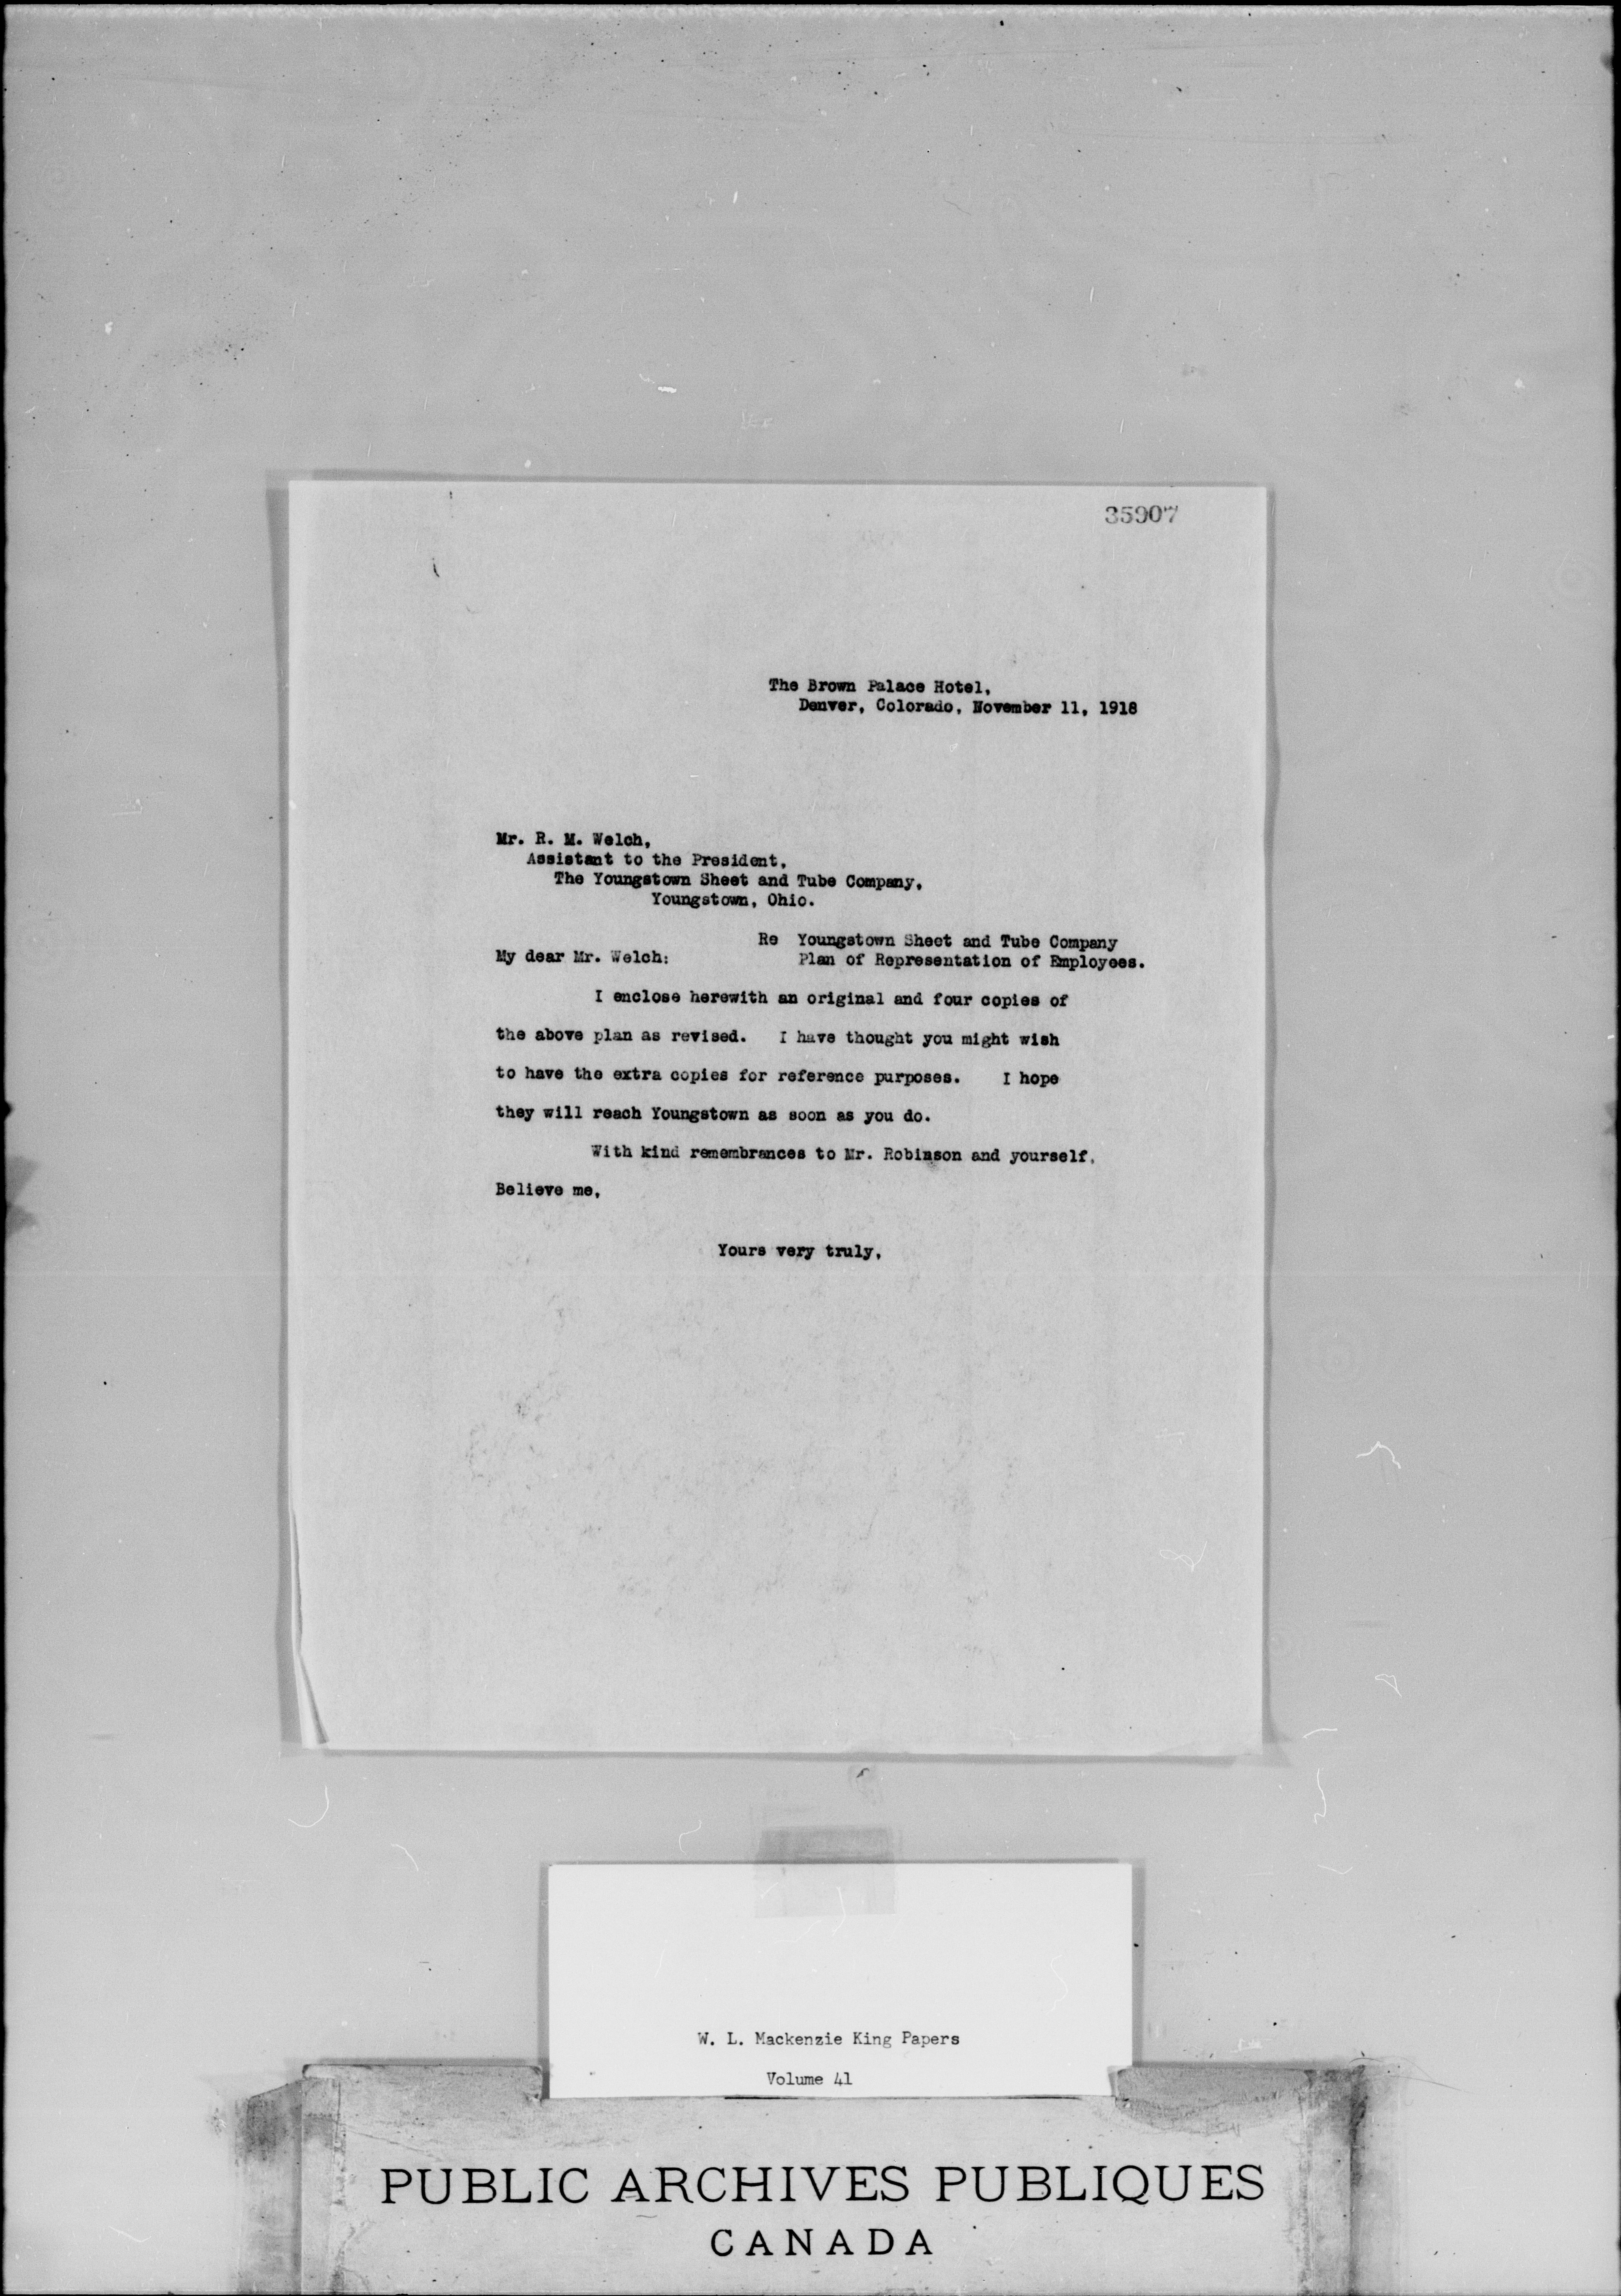 35907
The Brown Palace Hotel,
Denver, Colorado, November 11, 1918
Mr. R. M. Welch,
Assistant to the President,
The Youngstown Sheet and Tube Company,
Youngstown, Ohio.
Re Youngstown Sheet and Tube Company
My dear Mr. Welch: Plan of Representation of Employees.
I enclose herewith an original and four copies of
the above plan as revised. I have thought you might wish
to have the extra copies for reference purposes. I hope
they will reach Youngstown as soon as you do.
With kind remembrances to Mr. Robinson and yourself,
Believe me,
Yours very truly,
W. L. Mackenzie King Papers
Volume 41
PUBLIC ARCHIVES PUBLIQUES
CANADA